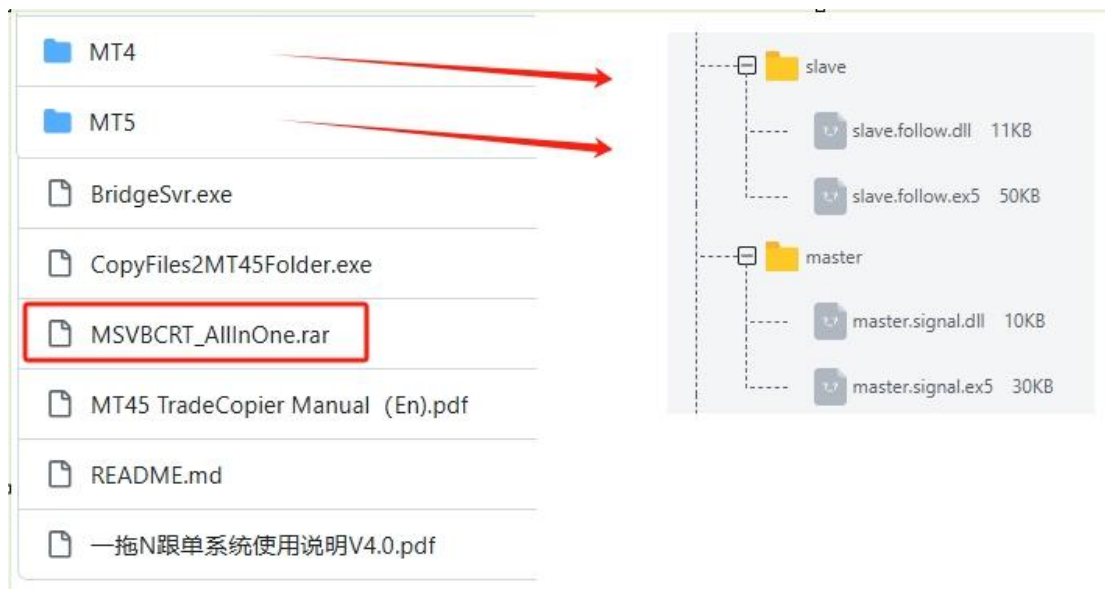 MT4
MT5
BridgeSvr.exe
CopyFiles2MT45Folder.exe
MSVBCRT_AllInOne.rar
MT45 TradeCopier Manual（En).pdf
README.md
一拖N跟单系统使用说明V4.0.pdf
slave
slave.follow.dll 11KB
slave.follow.ex5 50KB
master
master.signal.dll 10KB
master.signal.ex5 30KB